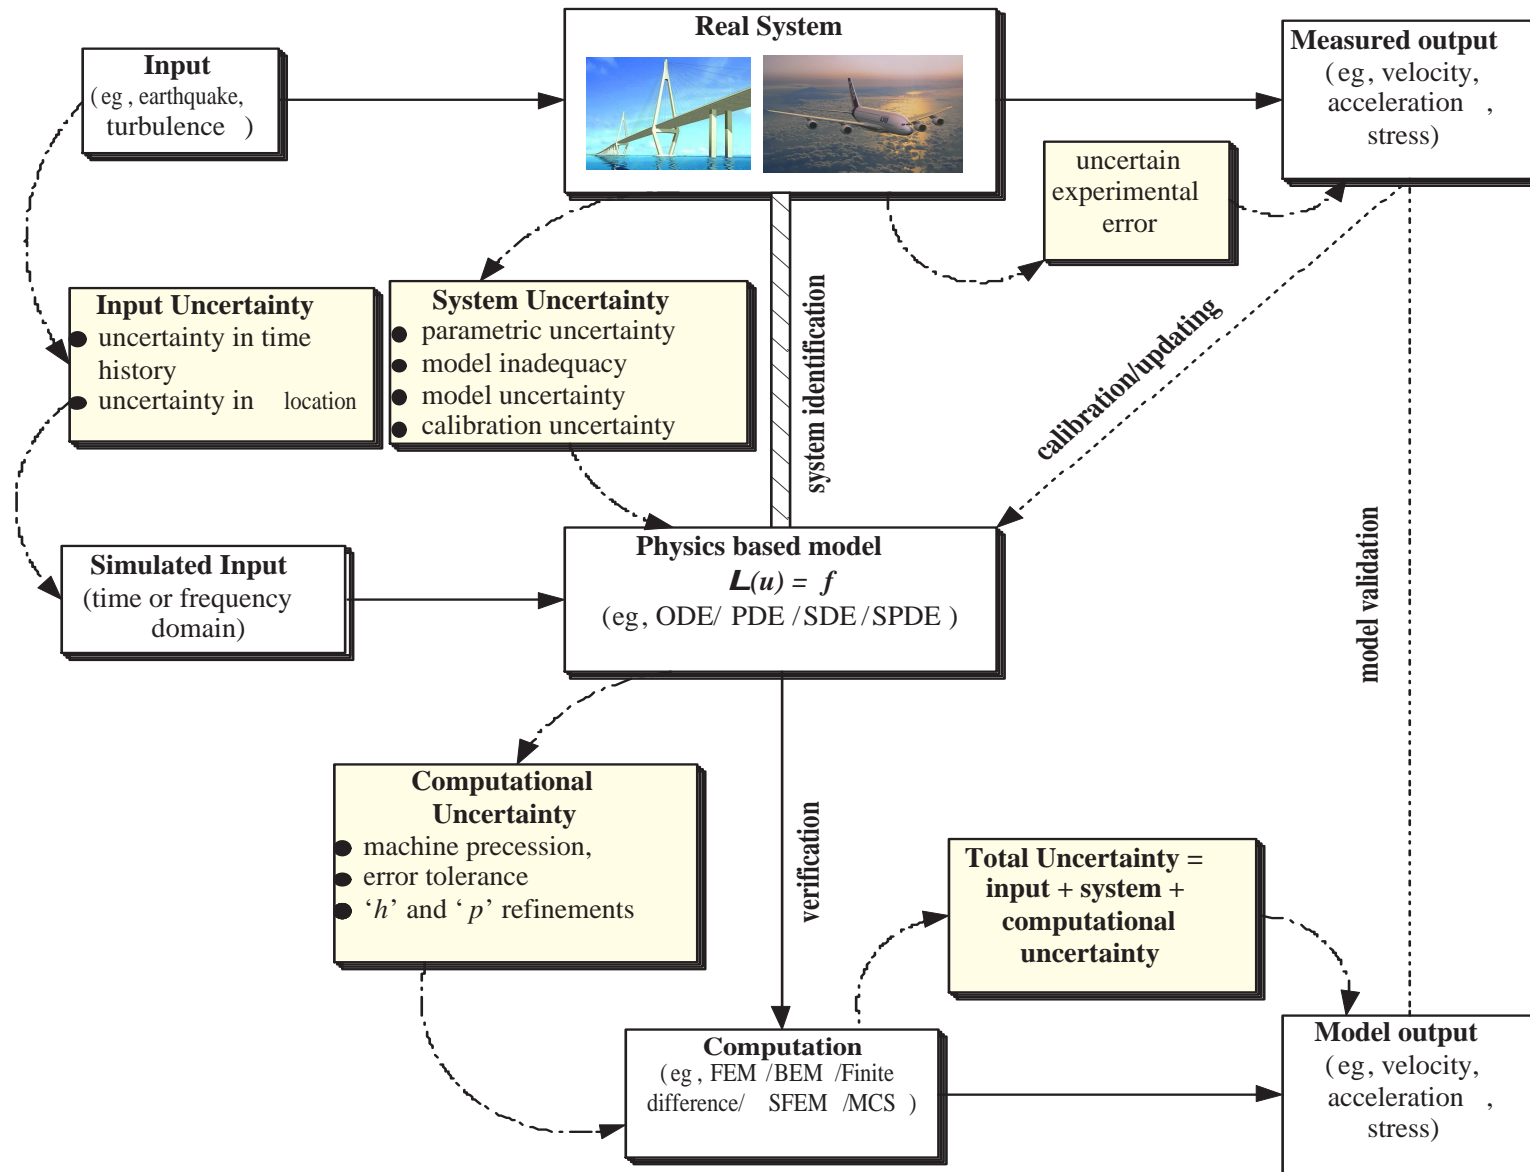 Real System
Input
(eg, earthquake,
turbulence )
Measured output
(eg, velocity,
acceleration ,
stress)
uncertain
experimental
error
Input Uncertainty
● uncertainty in time
history
● uncertainty in location
System Uncertainty
● parametric uncertainty
● model inadequacy
● model uncertainty
● calibration uncertainty
system identification
calibration/updating
Simulated Input
(time or frequency
domain)
Physics based model
L(u) = f
(eg, ODE/ PDE /SDE/SPDE )
model validation
Computational
Uncertainty
● machine precession,
● error tolerance
● ‘h’ and ‘p’ refinements
verification
Total Uncertainty =
input + system +
computational
uncertainty
Computation
(eg, FEM /BEM /Finite
difference/ SFEM /MCS )
Model output
(eg, velocity,
acceleration ,
stress)